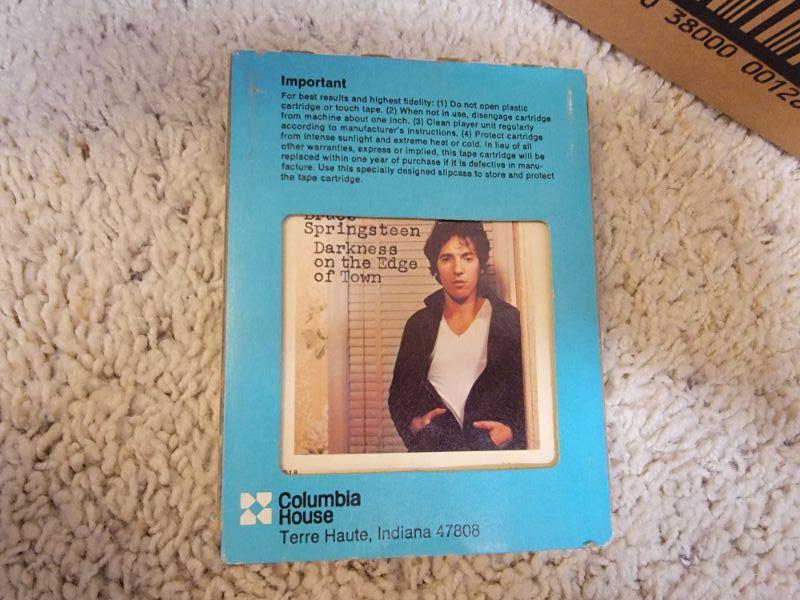 Important
For best results and highest fidelity: (1) Do not open plastic
cartridge or touch tape. (2) When not in use, disengage cartridge
from machine about one inch. (3) Clean player unit regularly
according to manufacturer's instructions. (4) Protect cartridge
from intense sunlight and extreme heat or cold. In lieu of all
other warranties, express or implied, this tape cartridge will be
replaced within one year of purchase if it is defective in manu-
facture. Use this specially designed slipcase to store and protect
the tape cartridge.
Bruce
Springsteen
Darkness
on the Edge
of Town
Columbia
House
Terre Haute, Indiana 47808
38000 00128